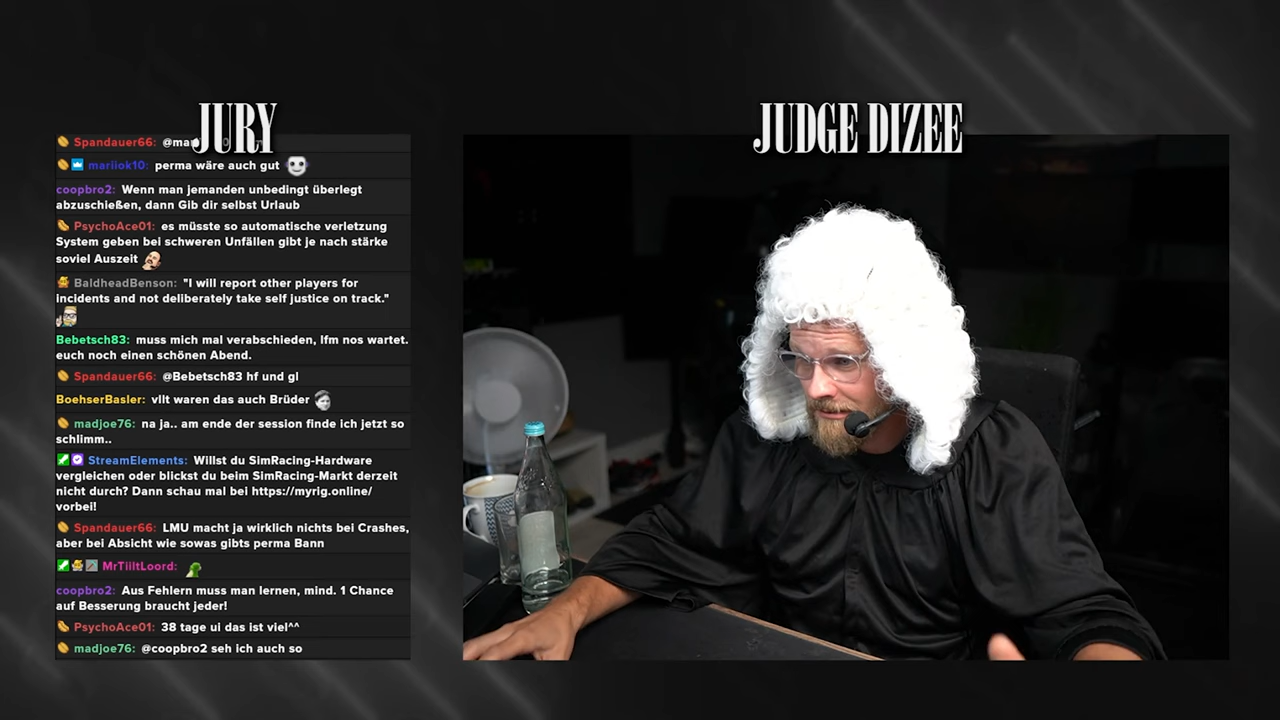 JURY
JUDGE DIZEE
Spandauer66:
mariiok10: perma wäre auch gut
coopbro2: Wenn man jemanden unbedingt überlegt
abzuschießen, dann Gib dir selbst Urlaub
PsychoAce01: es müsste so automatische verletzung
System geben bei schweren Unfällen gibt je nach stärke
soviel Auszeit
BaldheadBenson: "I will report other players for
incidents and not deliberately take self justice on track."
Bebetsch83: muss mich mal verabschieden, lfm nos wartet.
euch noch einen schönen Abend.
Spandauer66: @Bebetsch83 hf und gl
BoehserBasler: vllt waren das auch Brüder
madjoe76: na ja.. am ende der session finde ich jetzt so
schlimm..
StreamElements: Willst du SimRacing-Hardware
vergleichen oder blickst du beim SimRacing-Markt derzeit
nicht durch? Dann schau mal bei https://myrig.online/
vorbei!
Spandauer66: LMU macht ja wirklich nichts bei Crashes,
aber bei Absicht wie sowas gibts perma Bann
MrTiiltLoord:
coopbro2: Aus Fehlern muss man lernen, mind. 1 Chance
auf Besserung braucht jeder!
PsychoAce01: 38 tage ui das ist viel^^
madjoe76: @coopbro2 seh ich auch so